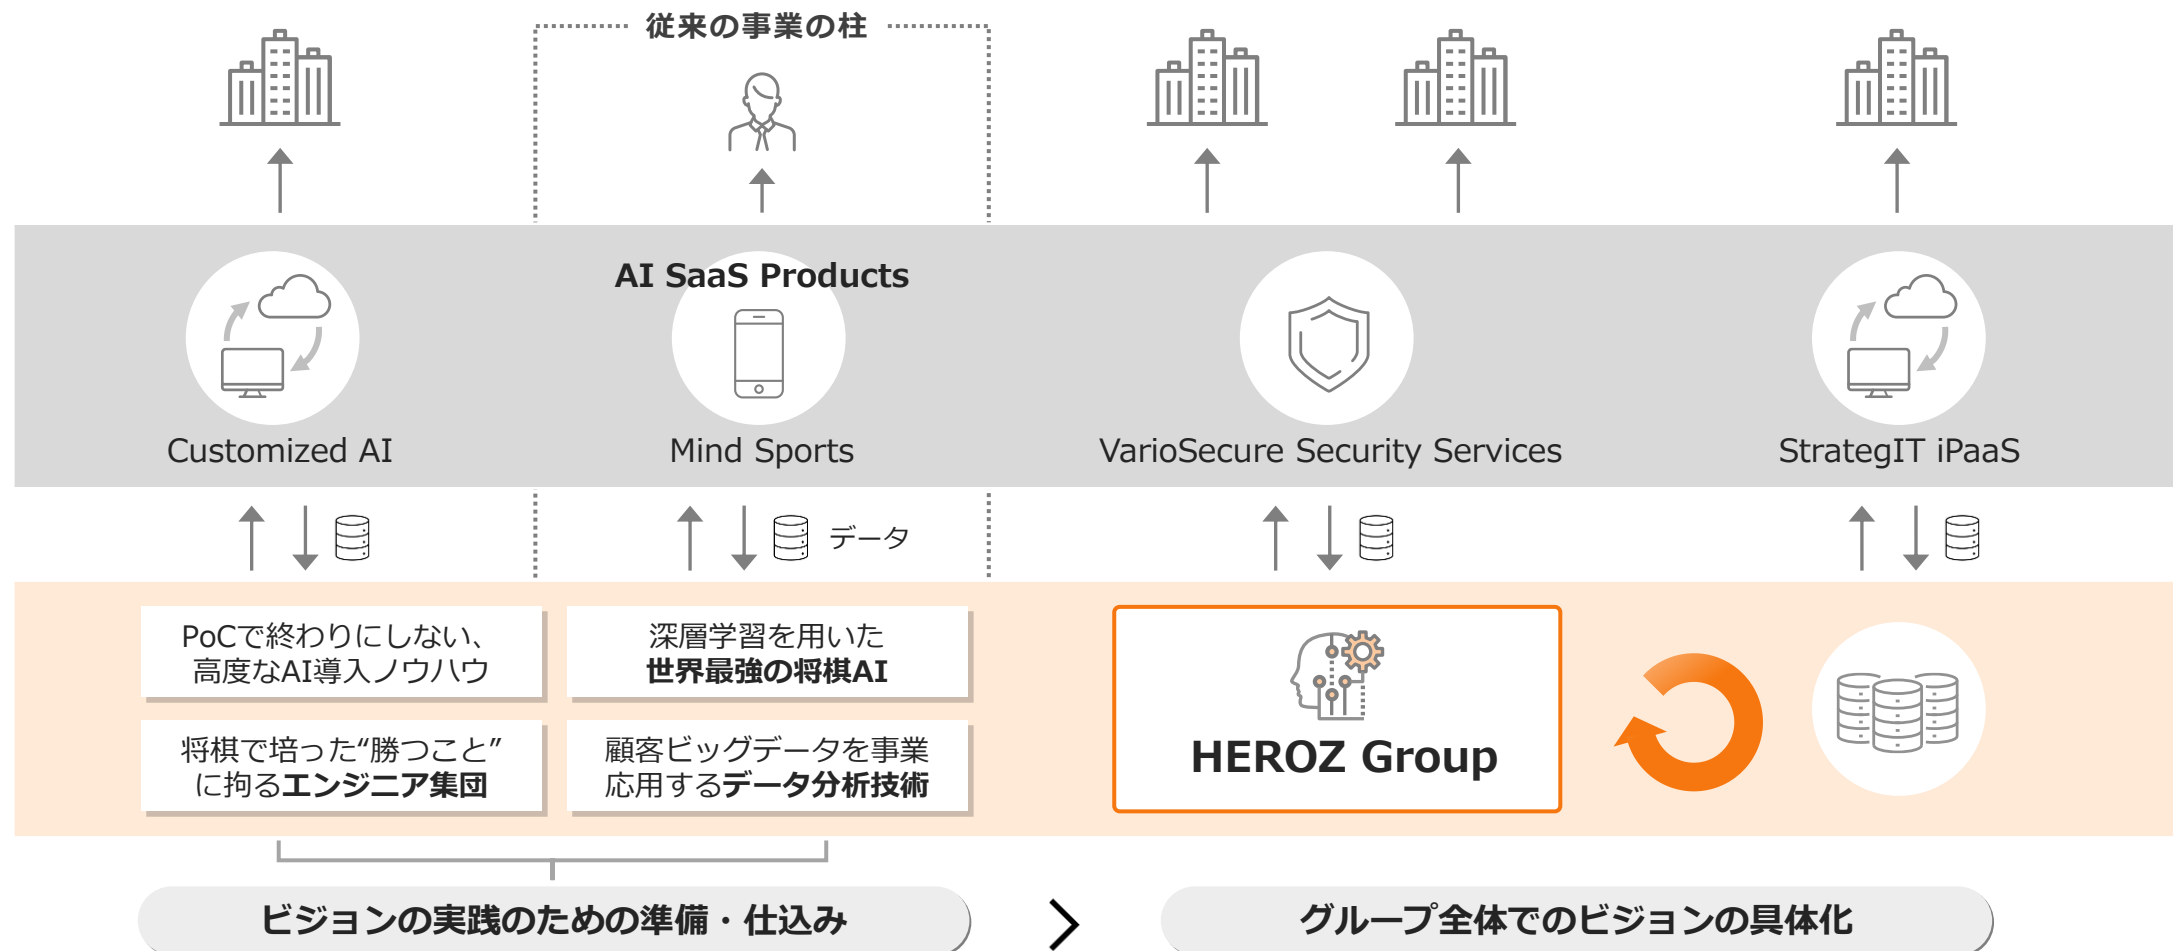 従来の事業の柱
AI SaaS Products
Customized AI
Mind Sports
VarioSecure Security Services
StrategIT iPaaS
データ
PoCで終わりにしない、
高度なAI導入ノウハウ
深層学習を用いた
世界最強の将棋AI
将棋で培った“勝つこと”
に拘るエンジニア集団
顧客ビッグデータを事業
応用するデータ分析技術
HEROZ Group
ビジョンの実践のための準備・仕込み
グループ全体でのビジョンの具体化